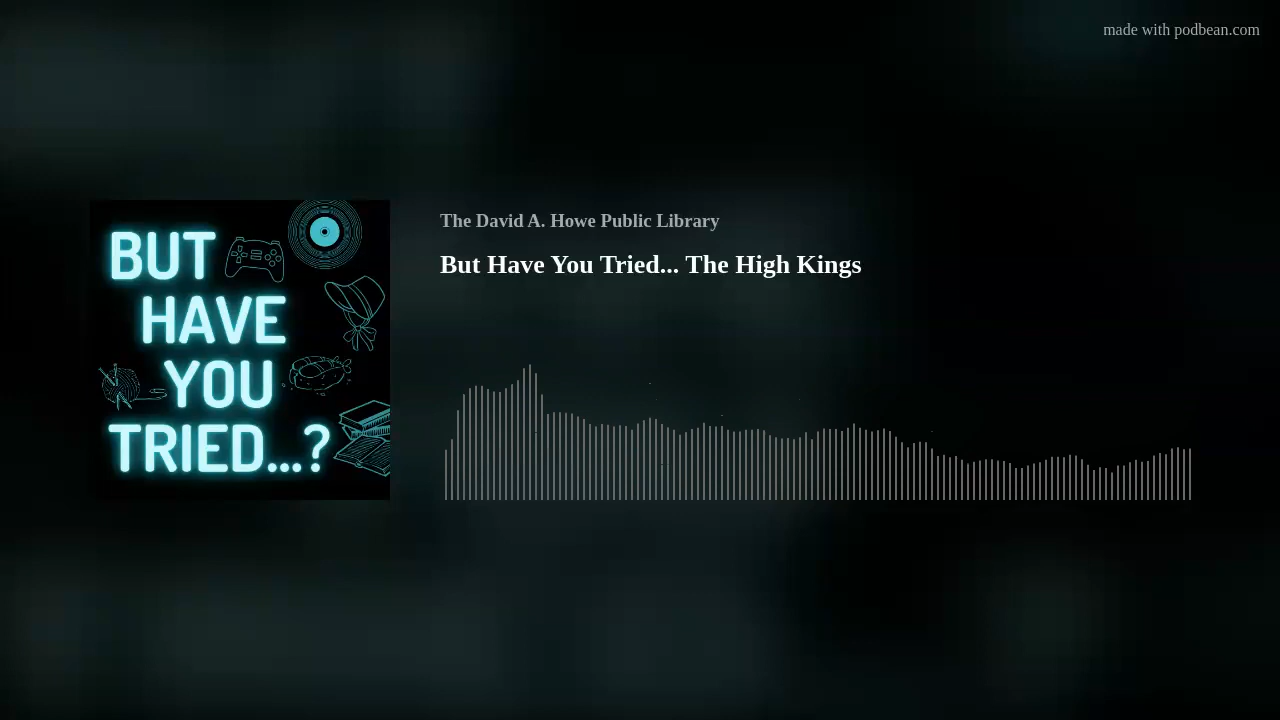 made with podbean.com
The David A. Howe Public Library
But Have You Tried... The High Kings
BUT
HAVE
YOU
TRIED...?